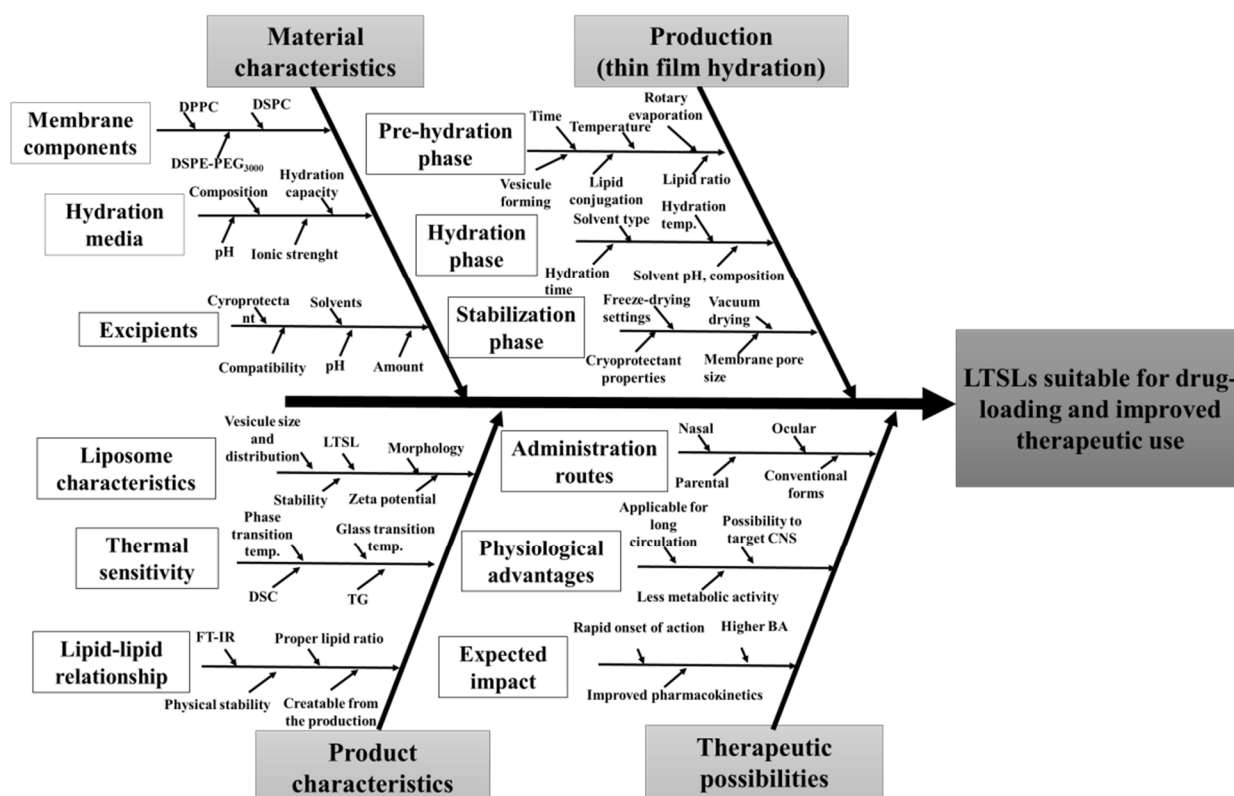 Material
characteristics
Production
(thin film hydration)
Membrane
components
DPPC
DSPC
DSPE-PEG3000
Hydration
media
Composition
Hydration
capacity
pH
Ionic strenght
Excipients
Cyroprotecta
nt
Solvents
Compatibility
pH
Amount
Pre-hydration
phase
Time
Temperature
Rotary
evaporation
Vesicule
forming
Lipid
conjugation
Lipid ratio
Hydration
phase
Solvent type
Hydration
temp.
Hydration
time
Solvent pH, composition
Stabilization
phase
Freeze-drying
settings
Vacuum
drying
Cryoprotectant
properties
Membrane pore
size
LTSLs suitable for drug-
loading and improved
therapeutic use
Liposome
characteristics
Vesicule size
and
distribution
LTSL
Morphology
Stability
Zeta potential
Thermal
sensitivity
Phase
transition
temp.
Glass transition
temp.
DSC
TG
Lipid-lipid
relationship
FT-IR
Proper lipid ratio
Physical stability
Creatable from
the production
Administration
routes
Nasal
Ocular
Parental
Conventional
forms
Physiological
advantages
Applicable for
long
circulation
Possibility to
target CNS
Less metabolic activity
Expected
impact
Rapid onset of action
Higher BA
Improved pharmacokinetics
Product
characteristics
Therapeutic
possibilities